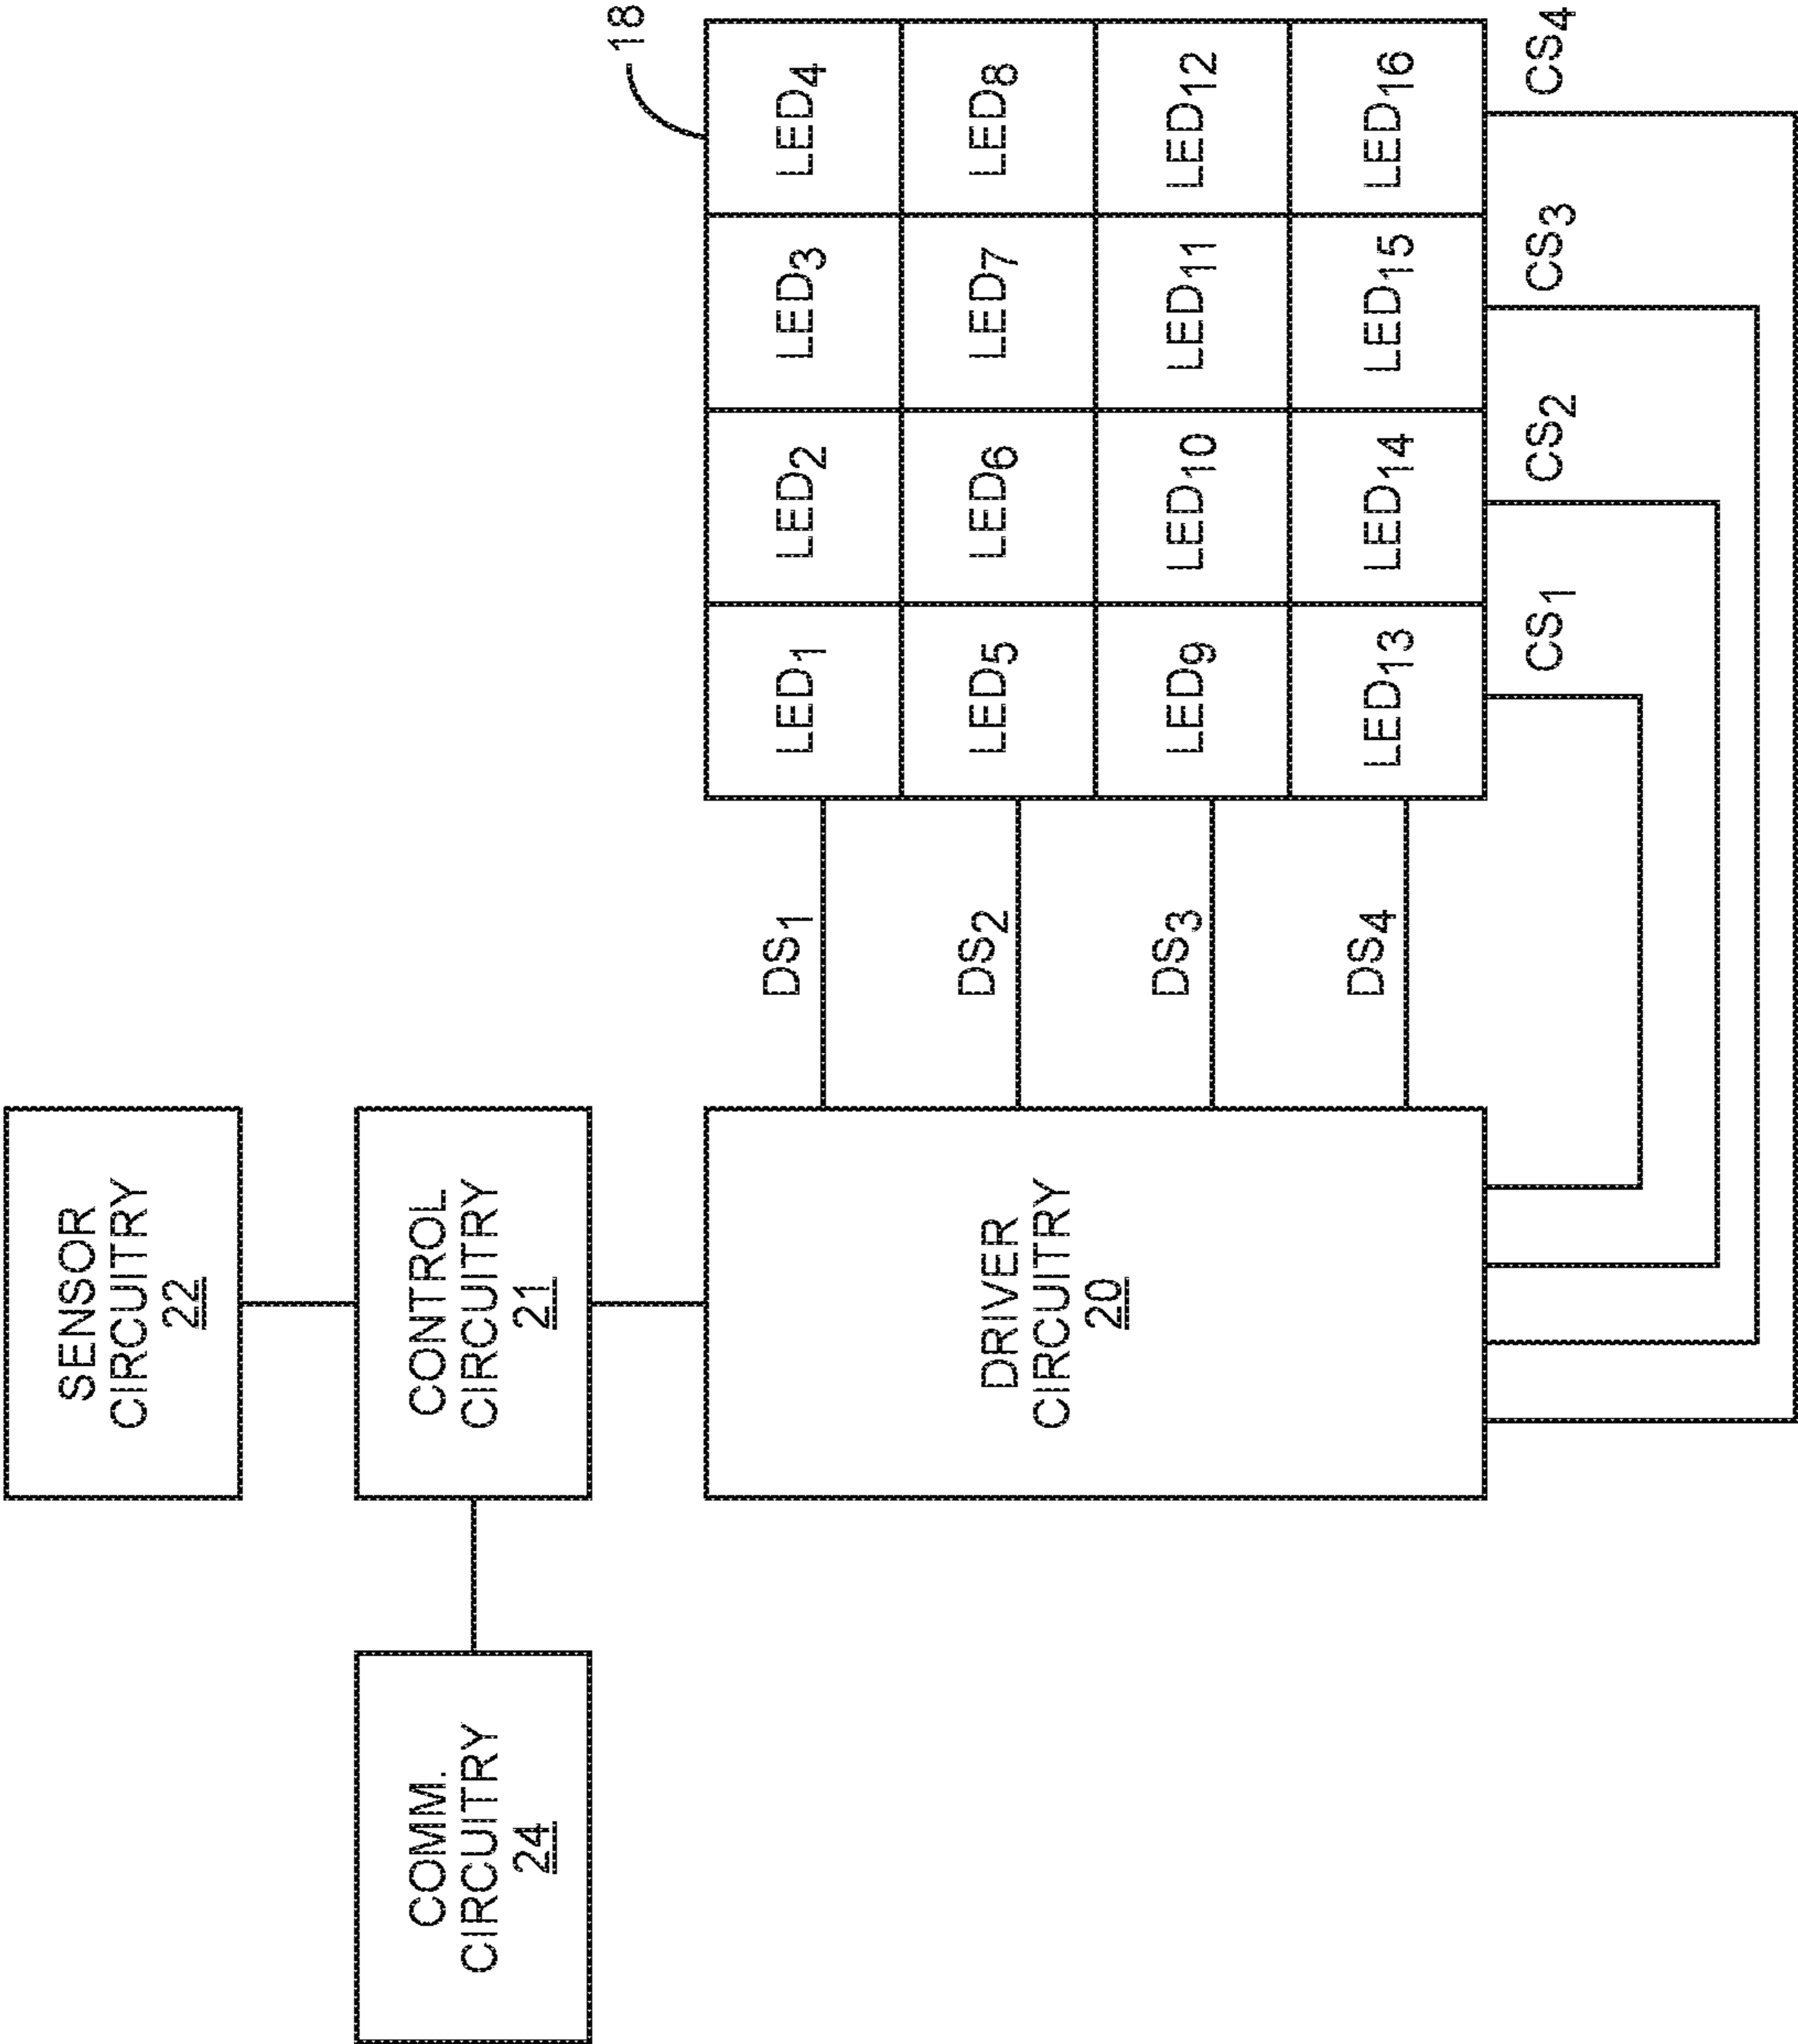 SENSOR
CIRCUITRY
22
COMM.
CIRCUITRY
24
CONTROL
CIRCUITRY
21
DRIVER
CIRCUITRY
20
DS1
DS2
DS3
DS4
18
LED1
LED2
LED3
LED4
LED5
LED6
LED7
LED8
LED9
LED10
LED11
LED12
LED13
LED14
LED15
LED16
CS1
CS2
CS3
CS4